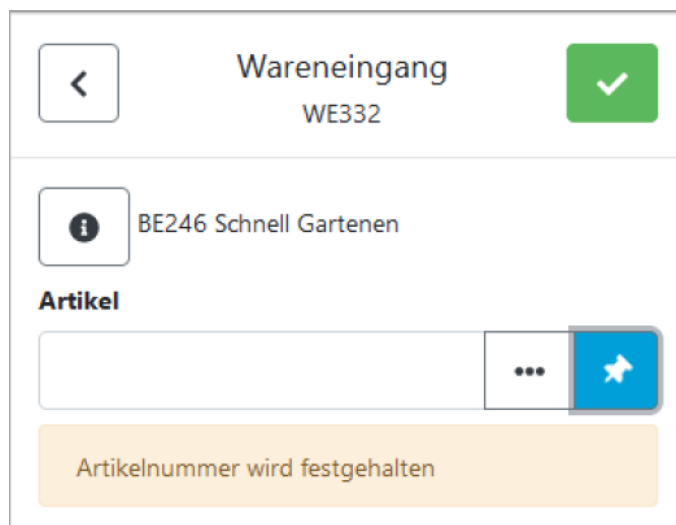 Wareneingang
WE332
BE246 Schnell Gartenen
Artikel
Artikelnummer wird festgehalten